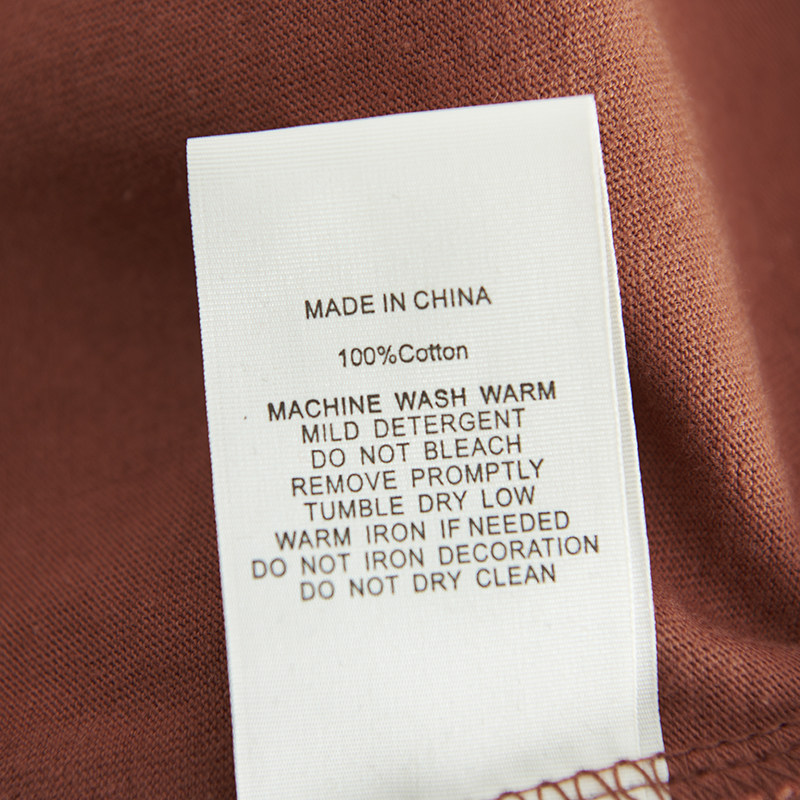 MADE IN CHINA
100%Cotton
MACHINE WASH WARM
MILD DETERGENT
DO NOT BLEACH
REMOVE PROMPTLY
TUMBLE DRY LOW
WARM IRON IF NEEDED
DO NOT IRON DECORATION
DO NOT DRY CLEAN